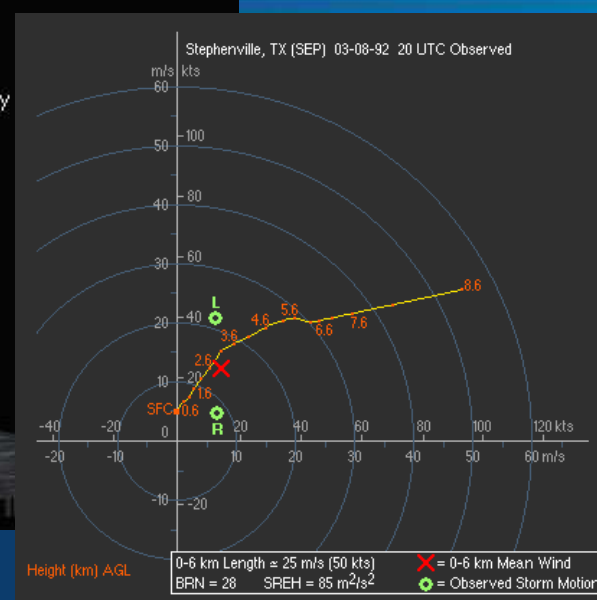 Stephenville, TX (SEP) 03-08-92 20 UTC Observed
y
m/s kts
60
100
50
40
80
30
60
L
20
40
8.6
5.6
4.6
6.6
7.6
3.6
2.6
10
20
1.6
SFC
0.6
R
-40
-20
0
20
40
60
80
100
120 kts
-20
-10
0
10
20
30
40
50
60 m/s
-10
-20
Height (km) AGL
0-6 km Length ≃ 25 m/s (50 kts)
X = 0-6 km Mean Wind
BRN = 28 SREH = 85 m²/s²
= Observed Storm Motion